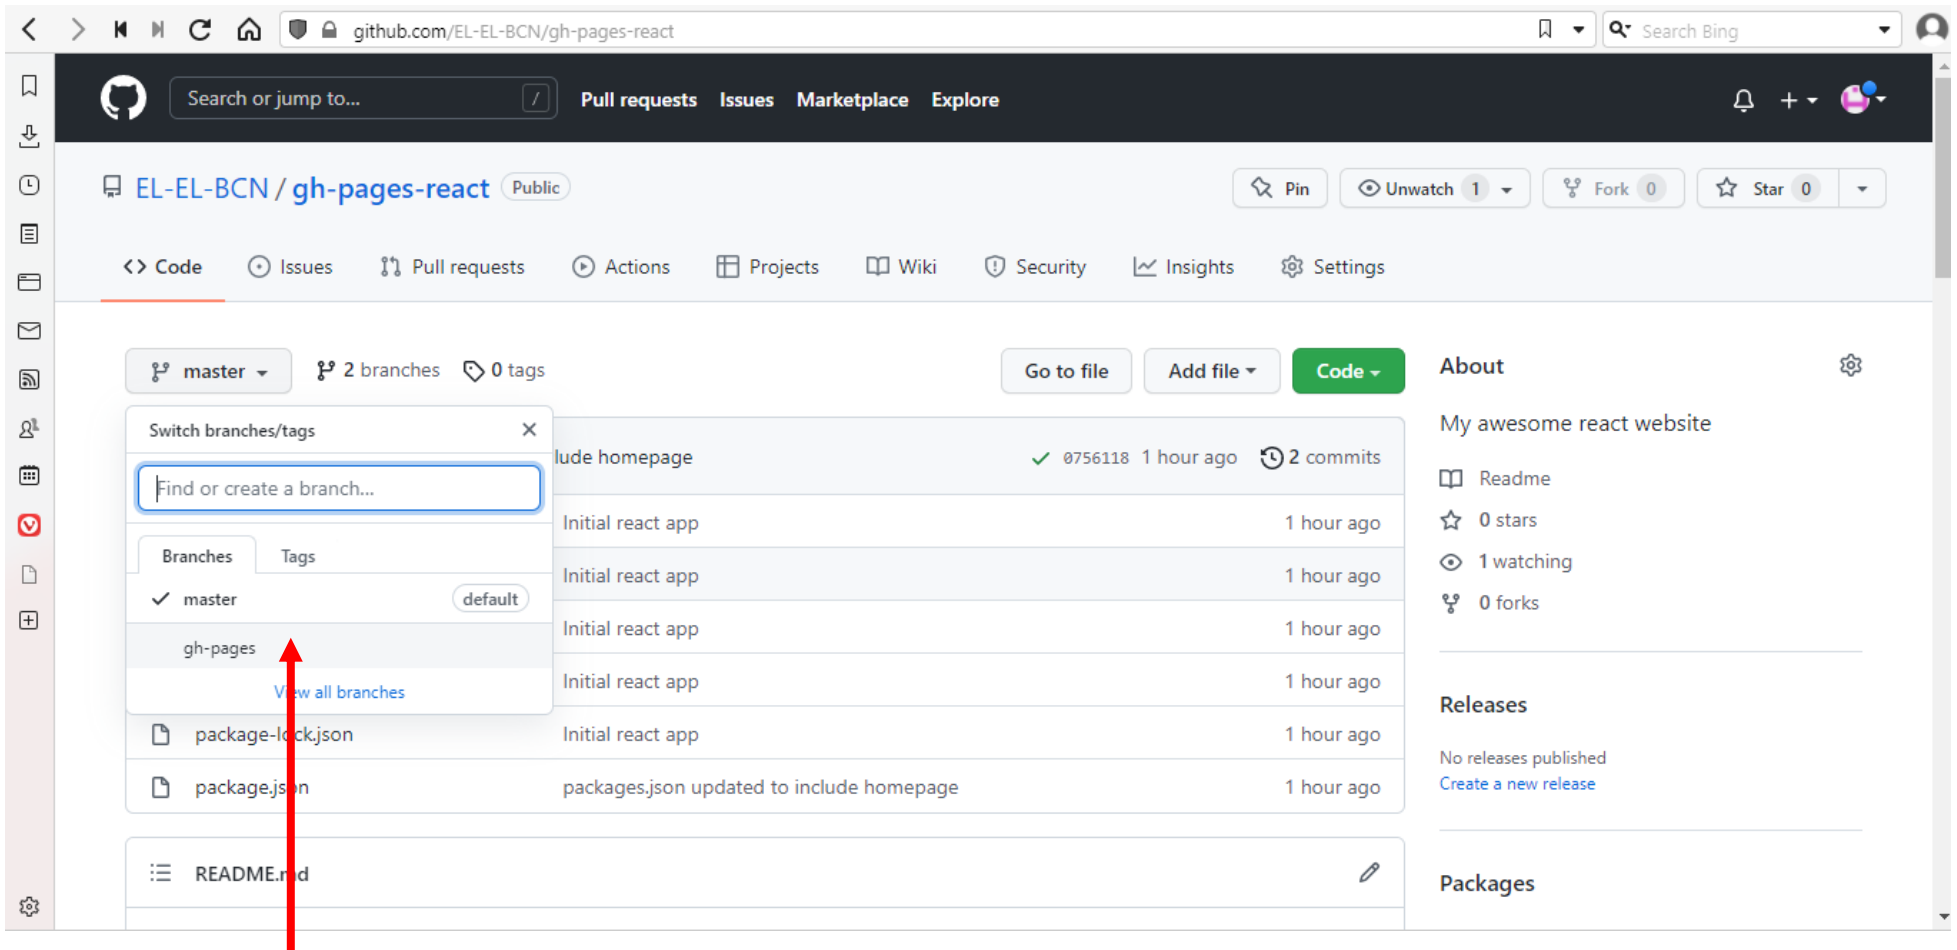 github.com/EL-EL-BCN/gh-pages-react
Search Bing
Search or jump to... /
Pull requests Issues Marketplace Explore
EL-EL-BCN / gh-pages-react Public
Pin Unwatch 1 Fork 0 Star 0
Code Issues Pull requests Actions Projects Wiki Security Insights Settings
master 2 branches 0 tags Go to file Add file Code
Switch branches/tags
Find or create a branch...
Branches Tags
master default
gh-pages
View all branches
lude homepage 0756118 1 hour ago 2 commits
Initial react app 1 hour ago
Initial react app 1 hour ago
Initial react app 1 hour ago
Initial react app 1 hour ago
package-lock.json Initial react app 1 hour ago
package.json packages.json updated to include homepage 1 hour ago
README.md
About
My awesome react website
Readme
0 stars
1 watching
0 forks
Releases
No releases published
Create a new release
Packages